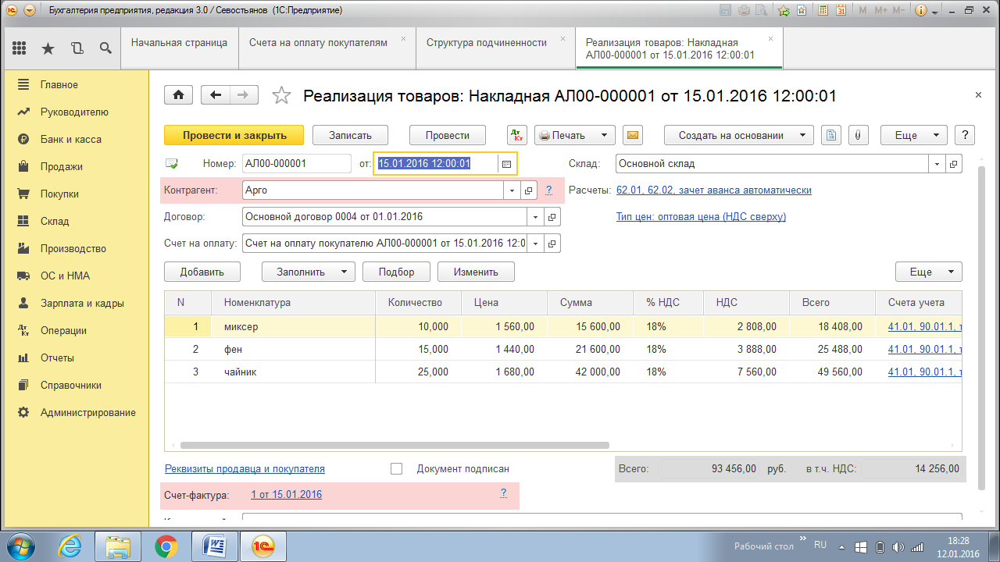 Бухгалтерия предприятия, редакция 3.0 / Севостьянов (1С:Предприятие)
M M+ M-
Начальная страница
Счета на оплату покупателям
Структура подчиненности
Реализация товаров: Накладная
АЛ00-000001 от 15.01.2016 12:00:01
Главное
Руководителю
Банк и касса
Продажи
Покупки
Склад
Производство
ОС и НМА
Зарплата и кадры
Операции
Отчеты
Справочники
Администрирование
Реализация товаров: Накладная АЛ00-000001 от 15.01.2016 12:00:01
Провести и закрыть Записать Провести Дт Кт Печать Создать на основании Еще ?
Номер: АЛ00-000001 от: 15.01.2016 12:00:01 Склад: Основной склад
Контрагент: Арго ? Расчеты: 62.01, 62.02, зачет аванса автоматически
Договор: Основной договор 0004 от 01.01.2016 Тип цен: оптовая цена (НДС сверху)
Счет на оплату: Счет на оплату покупателю АЛ00-000001 от 15.01.2016 12:0
Добавить Заполнить Подбор Изменить Еще
N Номенклатура Количество Цена Сумма % НДС НДС Всего Счета учета
1 миксер 10,000 1 560,00 15 600,00 18% 2 808,00 18 408,00 41.01, 90.01.1, т
2 фен 15,000 1 440,00 21 600,00 18% 3 888,00 25 488,00 41.01, 90.01.1, т
3 чайник 25,000 1 680,00 42 000,00 18% 7 560,00 49 560,00 41.01, 90.01.1, т
Реквизиты продавца и покупателя Документ подписан Всего: 93 456,00 руб. в т.ч. НДС: 14 256,00
Счет-фактура: 1 от 15.01.2016 ?
Рабочий стол » RU 18:28
12.01.2016